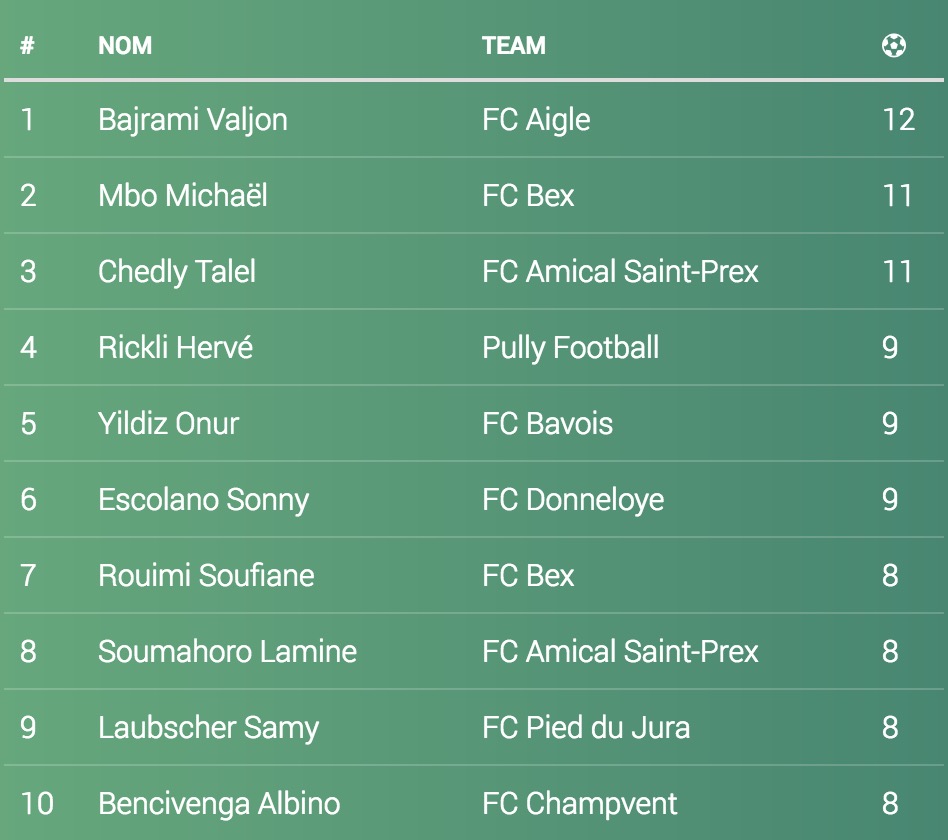 # NOM TEAM
1 Bajrami Valjon FC Aigle 12
2 Mbo Michaël FC Bex 11
3 Chedly Talel FC Amical Saint-Prex 11
4 Rickli Hervé Pully Football 9
5 Yildiz Onur FC Bavois 9
6 Escolano Sonny FC Donneloye 9
7 Rouimi Soufiane FC Bex 8
8 Soumahoro Lamine FC Amical Saint-Prex 8
9 Laubscher Samy FC Pied du Jura 8
10 Bencivenga Albino FC Champvent 8